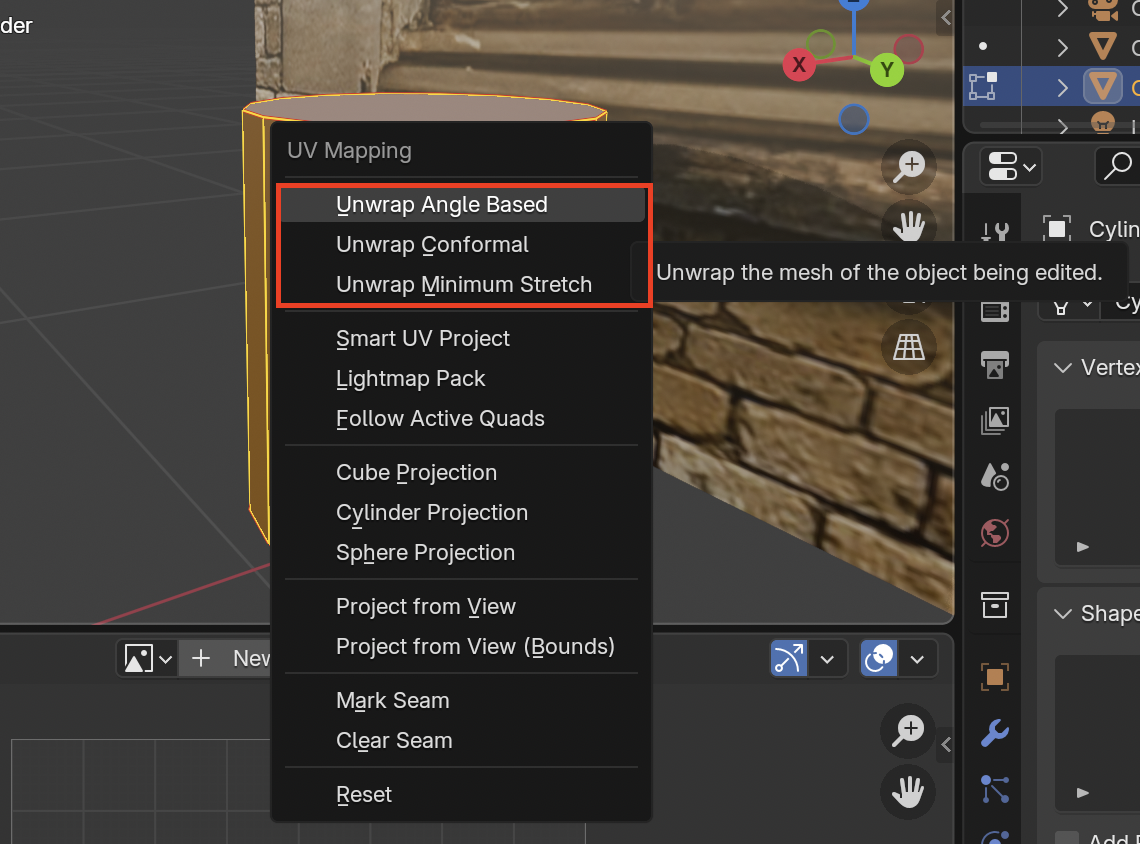 der
X
Y
UV Mapping
Unwrap Angle Based
Unwrap Conformal
Unwrap Minimum Stretch
Unwrap the mesh of the object being edited.
Smart UV Project
Lightmap Pack
Follow Active Quads
Cube Projection
Cylinder Projection
Sphere Projection
Project from View
Project from View (Bounds)
Mark Seam
Clear Seam
Reset
New
Cylin
Cy
Vertex
Shape
Add